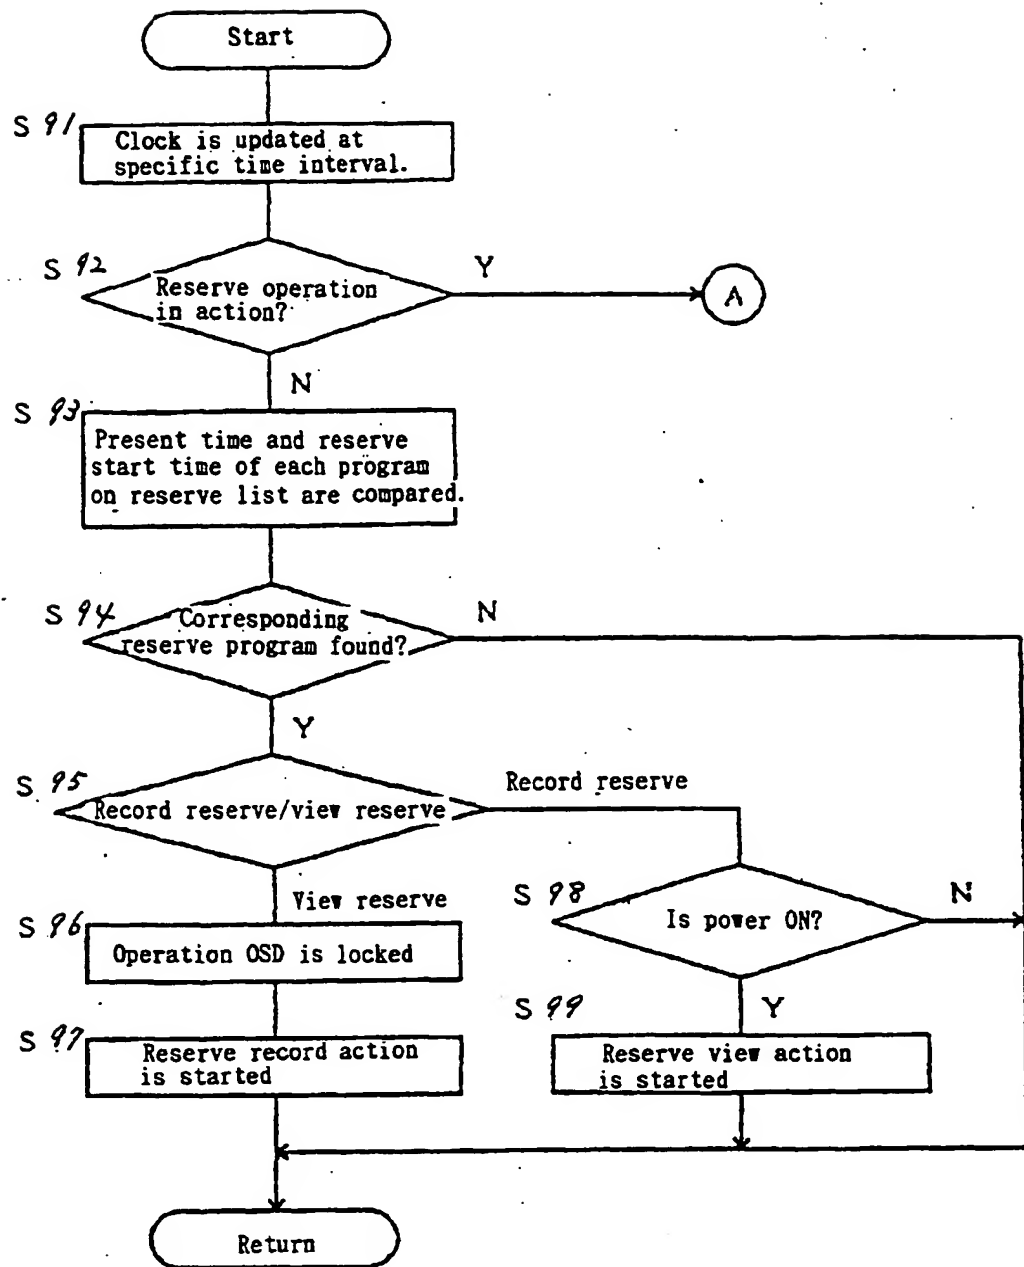 Start
S 91
Clock is updated at
specific time interval.
S 92
Reserve operation
in action?
Y
A
N
S 93
Present time and reserve
start time of each program
on reserve list are compared.
S 94
Corresponding
reserve program found?
N
Y
S 95
Record reserve/view reserve
Record reserve
View reserve
S 96
Operation OSD is locked
S 97
Reserve record action
is started
S 98
Is power ON?
N
Y
S 99
Reserve view action
is started
Return